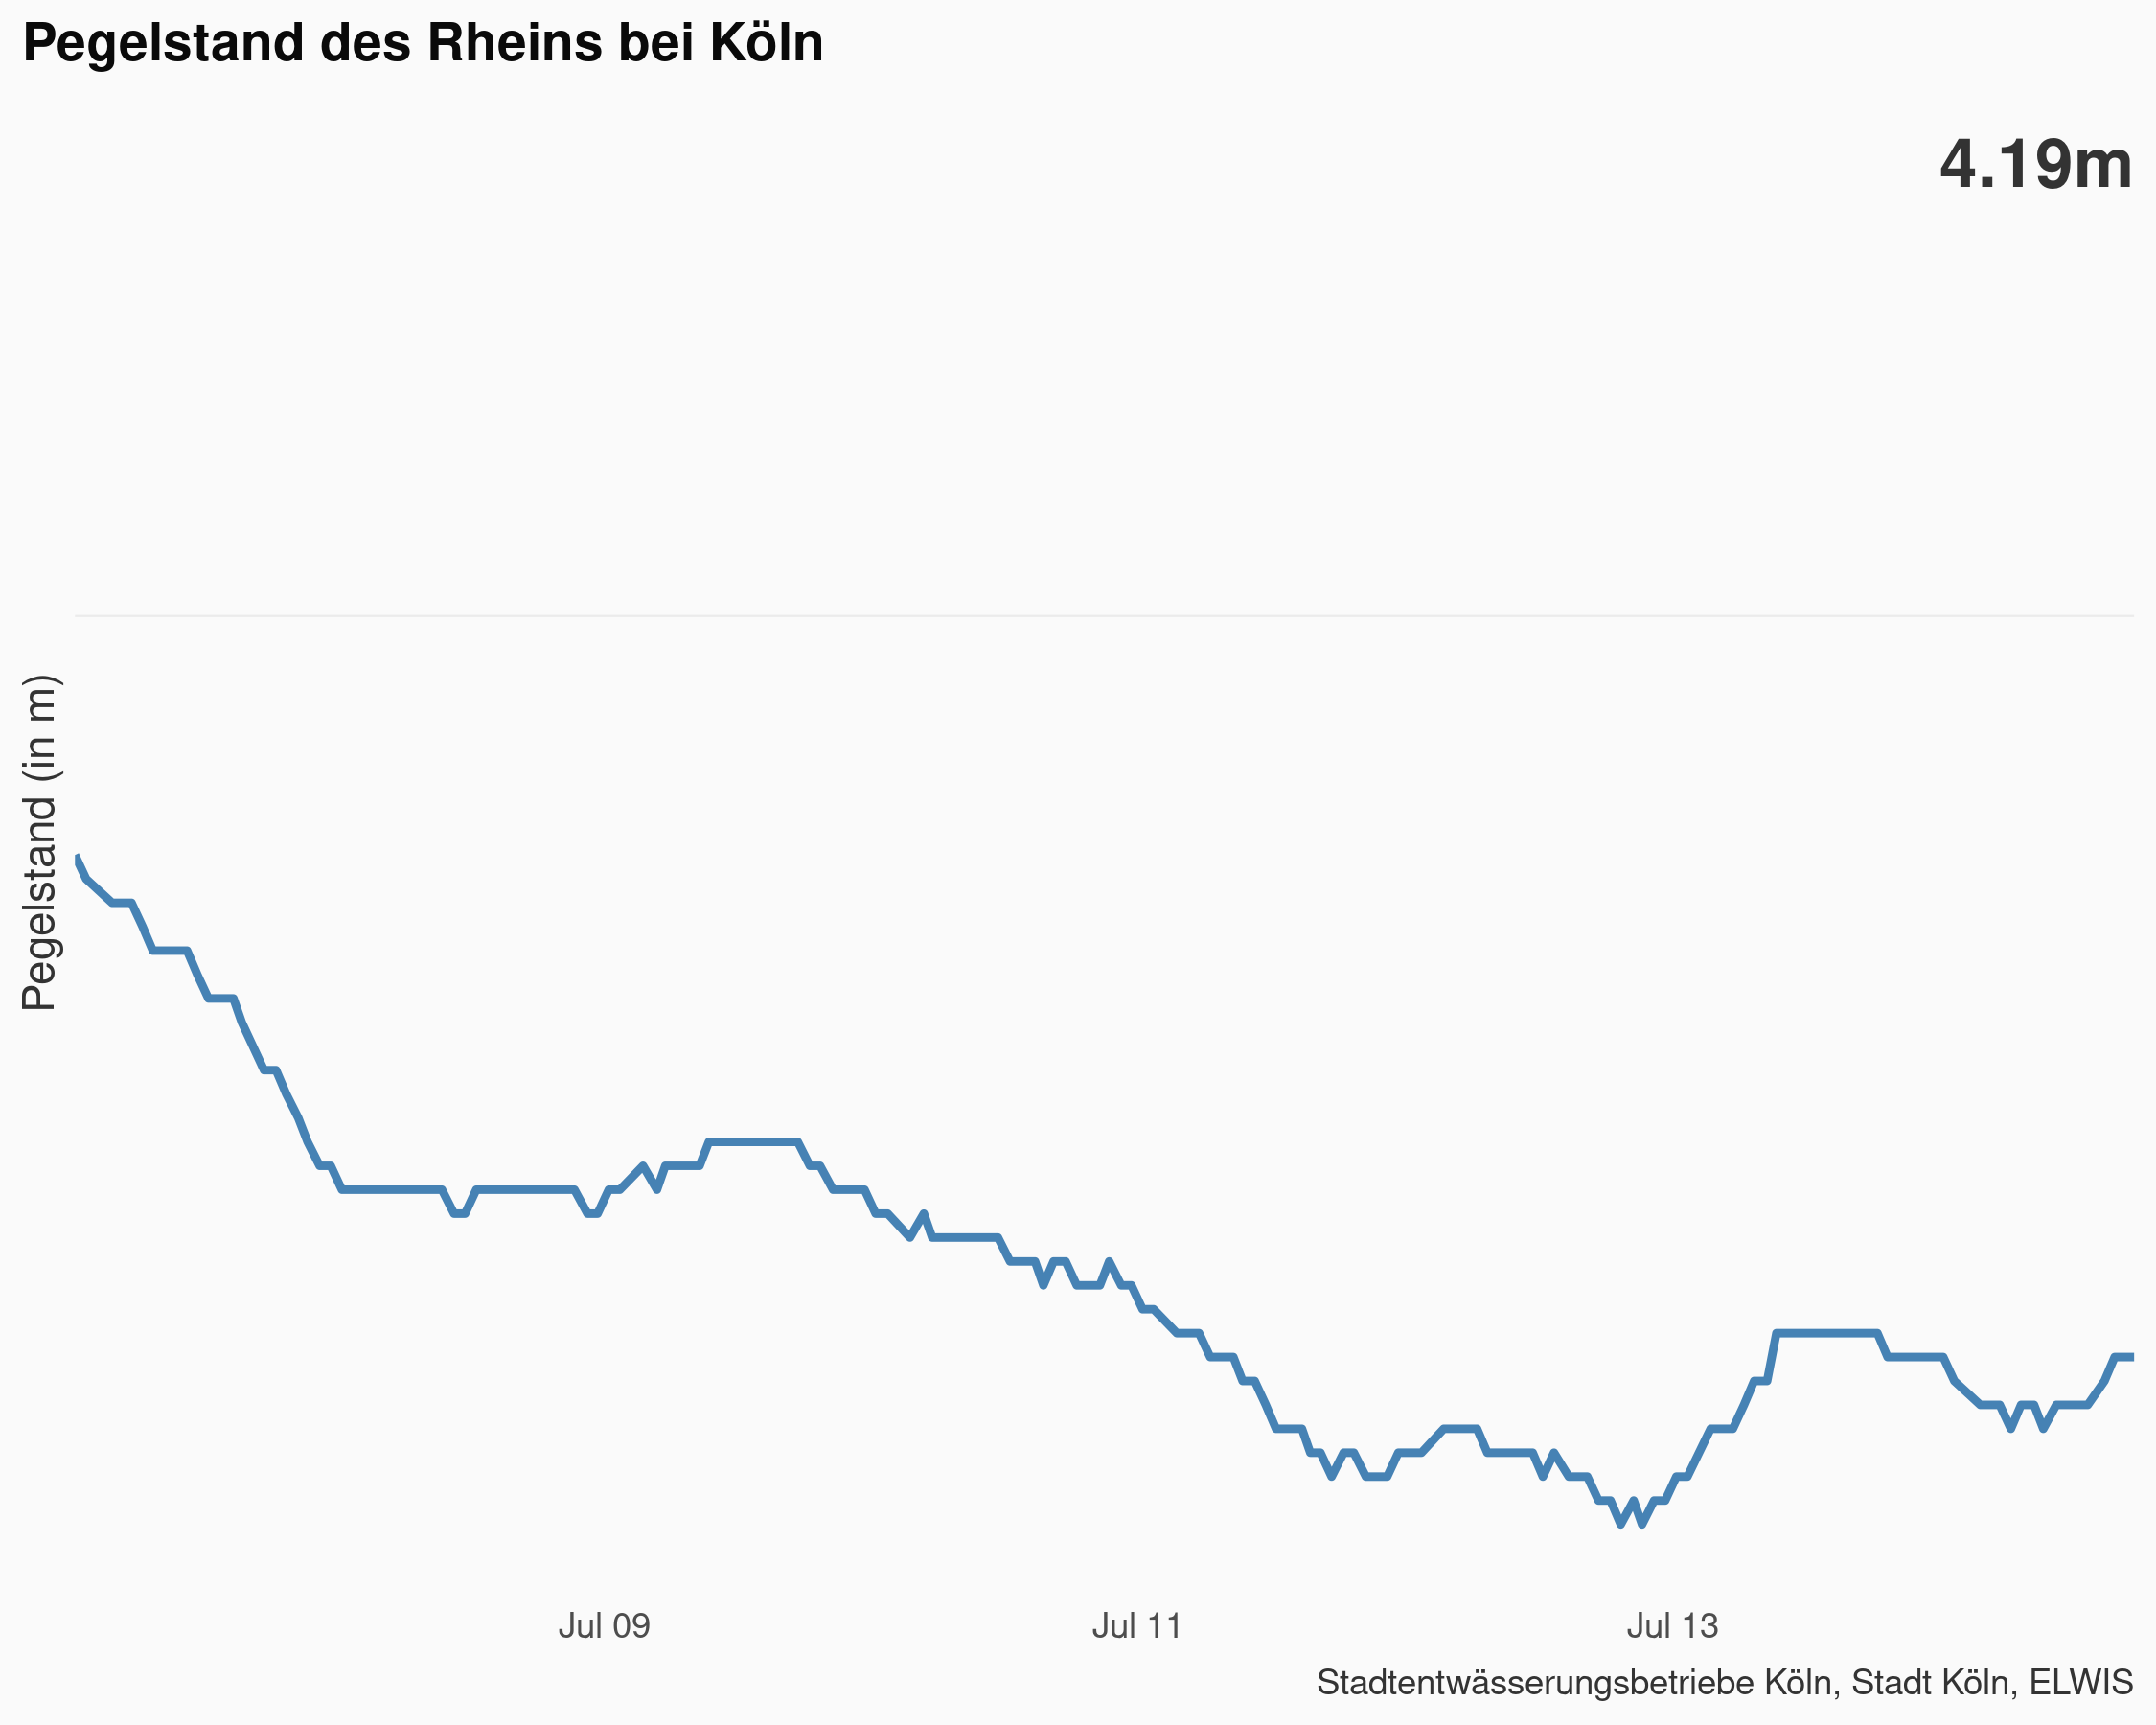 Pegelstand des Rheins bei Köln
4.19m
Pegelstand (in m)
Jul 09
Jul 11
Jul 13
Stadtentwässerungsbetriebe Köln, Stadt Köln, ELWIS